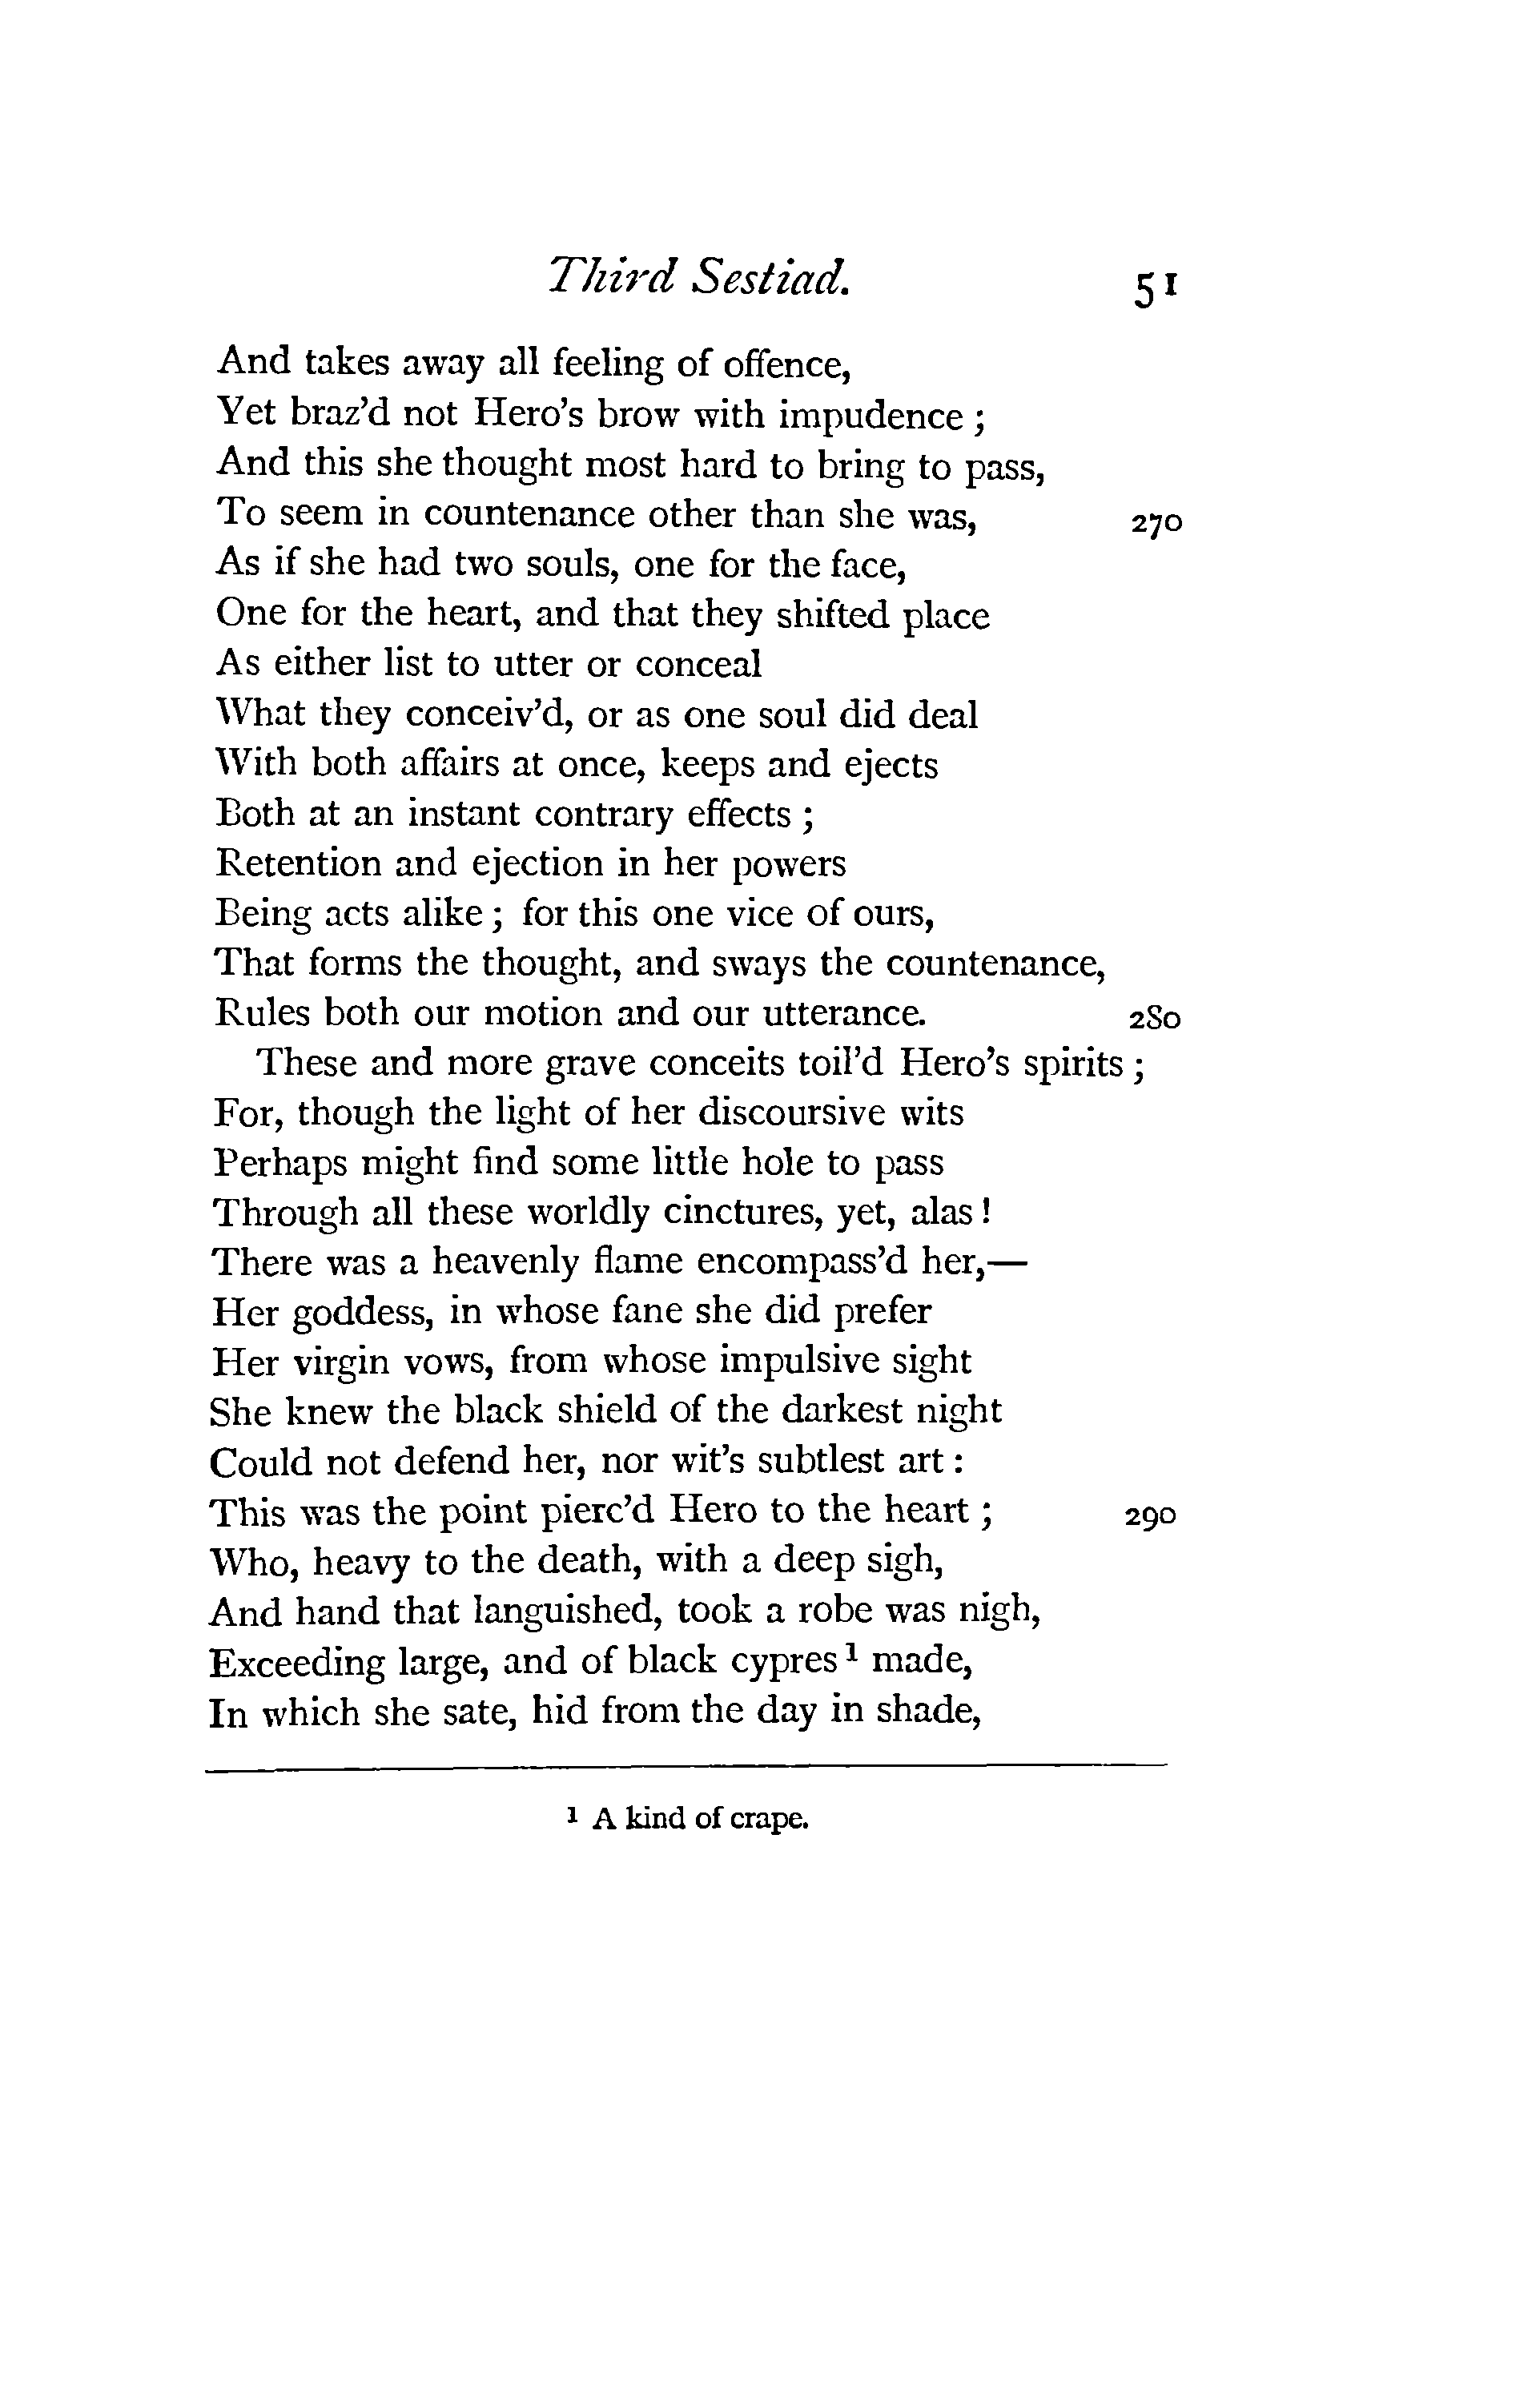 Third Sestiad. 51
And takes away all feeling of offence,
Yet braz'd not Hero's brow with impudence ;
And this she thought most hard to bring to pass,
To seem in countenance other than she was, 270
As if she had two souls, one for the face,
One for the heart, and that they shifted place
As either list to utter or conceal
What they conceiv'd, or as one soul did deal
With both affairs at once, keeps and ejects
Both at an instant contrary effects ;
Retention and ejection in her powers
Being acts alike ; for this one vice of ours,
That forms the thought, and sways the countenance,
Rules both our motion and our utterance. 280
These and more grave conceits toil'd Hero's spirits ;
For, though the light of her discoursive wits
Perhaps might find some little hole to pass
Through all these worldly cinctures, yet, alas !
There was a heavenly flame encompass'd her,—
Her goddess, in whose fane she did prefer
Her virgin vows, from whose impulsive sight
She knew the black shield of the darkest night
Could not defend her, nor wit's subtlest art :
This was the point pierc'd Hero to the heart ; 290
Who, heavy to the death, with a deep sigh,
And hand that languished, took a robe was nigh,
Exceeding large, and of black cypres ¹ made,
In which she sate, hid from the day in shade,
¹ A kind of crape.